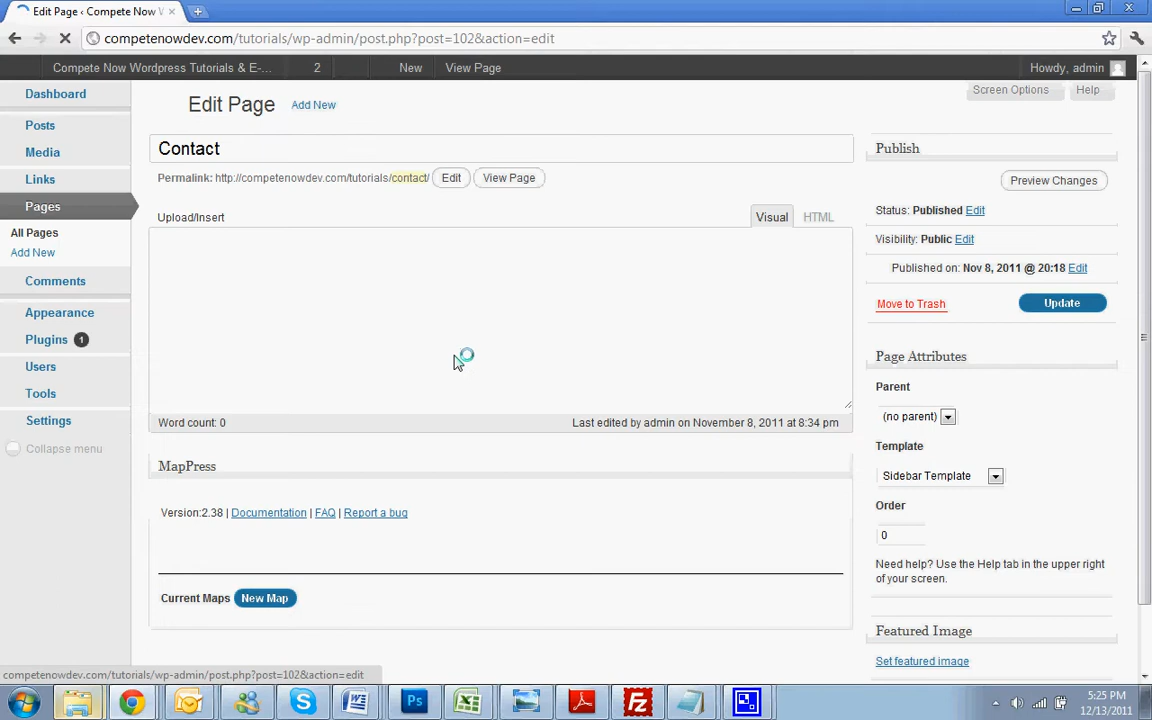 Edit Page ‹ Compete Now W
competenowdev.com/tutorials/wp-admin/post.php?post=102&action=edit
Compete Now Wordpress Tutorials & E-... 2 New View Page Howdy, admin
Dashboard
Posts
Media
Links
Pages
All Pages
Add New
Comments
Appearance
Plugins 1
Users
Tools
Settings
Collapse menu
Edit Page Add New
Screen Options Help
Contact
Permalink: http://competenowdev.com/tutorials/contact/ Edit View Page
Upload/Insert Visual HTML
Word count: 0 Last edited by admin on November 8, 2011 at 8:34 pm
MapPress
Version:2.38 | Documentation | FAQ | Report a bug
Current Maps New Map
Publish
Preview Changes
Status: Published Edit
Visibility: Public Edit
Published on: Nov 8, 2011 @ 20:18 Edit
Move to Trash Update
Page Attributes
Parent
(no parent)
Template
Sidebar Template
Order
0
Need help? Use the Help tab in the upper right
of your screen.
Featured Image
Set featured image
competenowdev.com/tutorials/wp-admin/post.php?post=102&action=edit
5:25 PM
12/13/2011